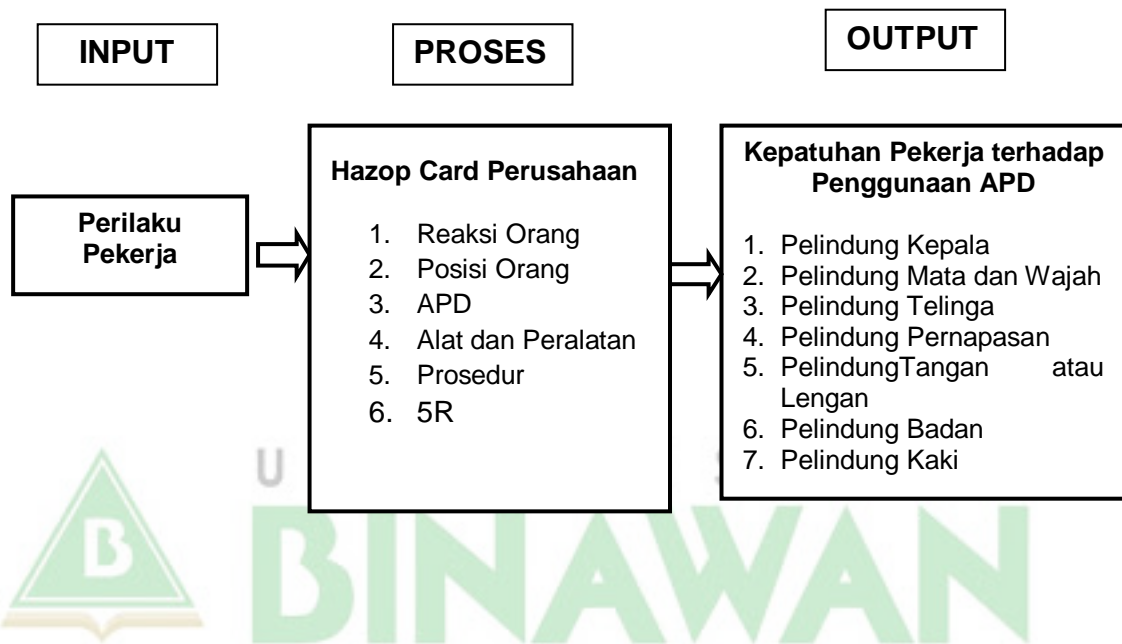 INPUT
PROSES
OUTPUT
Perilaku
Pekerja
Hazop Card Perusahaan
1. Reaksi Orang
2. Posisi Orang
3. APD
4. Alat dan Peralatan
5. Prosedur
6. 5R
Kepatuhan Pekerja terhadap
Penggunaan APD
1. Pelindung Kepala
2. Pelindung Mata dan Wajah
3. Pelindung Telinga
4. Pelindung Pernapasan
5. PelindungTangan atau
Lengan
6. Pelindung Badan
7. Pelindung Kaki
B
BINAWAN